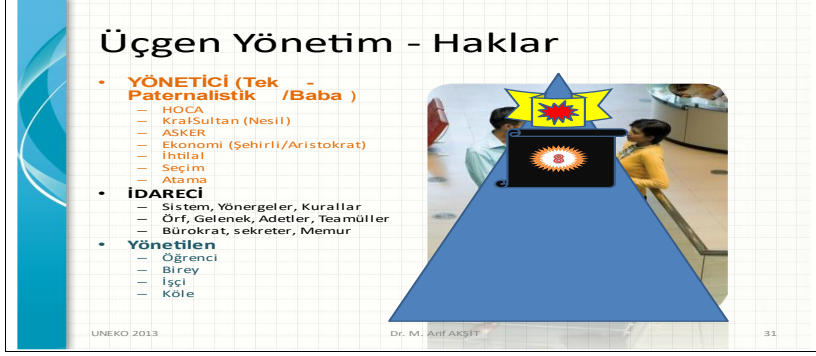 Üçgen Yönetim - Haklar
• YÖNETİCİ (Tek -
Paternalistik /Baba )
– HOCA
– Kral-Sultan (Nesil)
– ASKER
– Ekonomi (Şehirli/Aristokrat)
– İhtilal
– Seçim
– Atama
• İDARECİ
– Sistem, Yönergeler, Kurallar
– Örf, Gelenek, Adetler, Teamüller
– Bürokrat, sekreter, Memur
• Yönetilen
– Öğrenci
– Birey
– İşçi
– Köle
8
UNEKO 2013
Dr. M. Arif AKŞİT
31